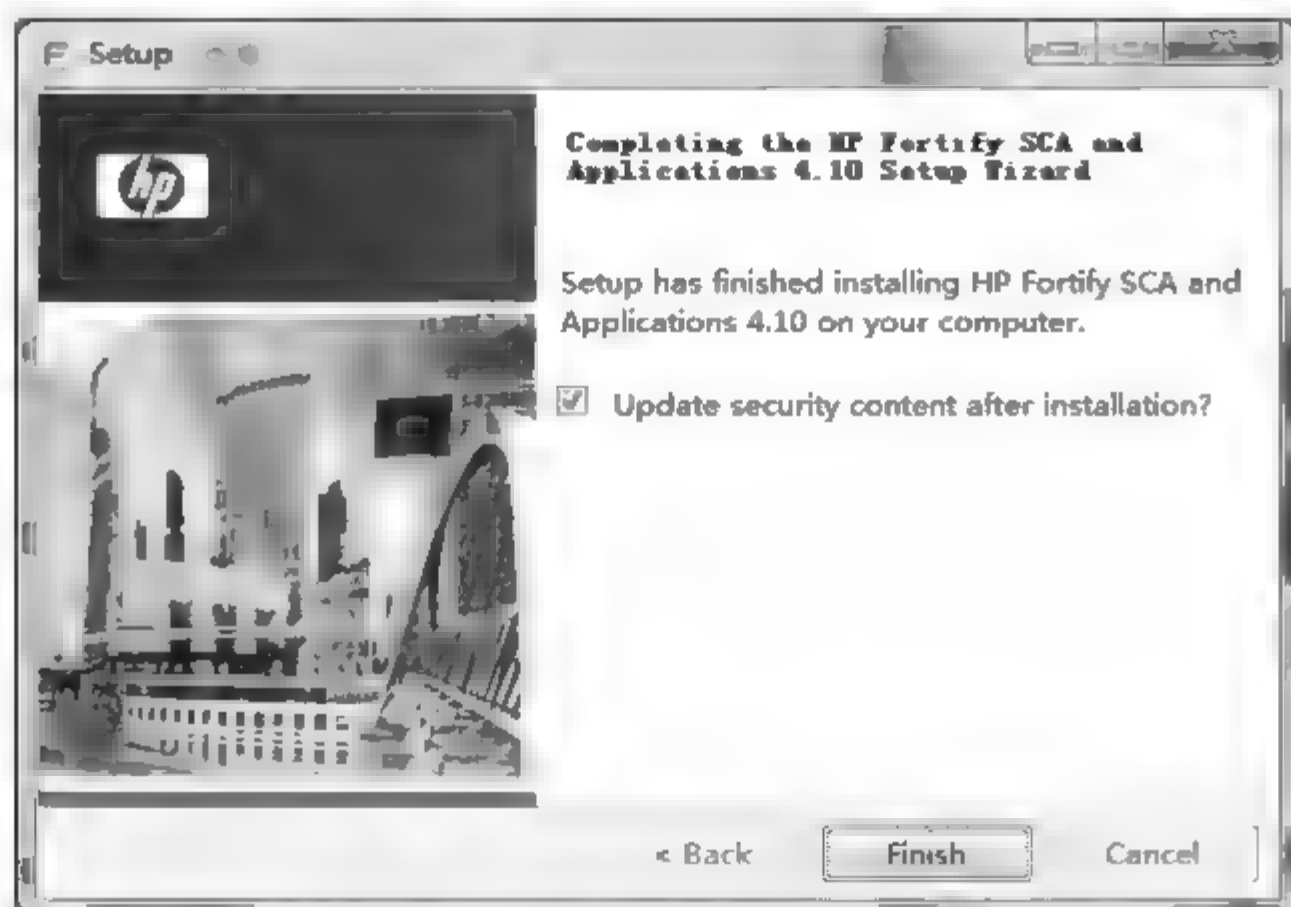 Setup
hp
Completing the HP Fortify SCA and
Applications 4.10 Setup Wizard
Setup has finished installing HP Fortify SCA and
Applications 4.10 on your computer.
Update security content after installation?
< Back
Finish
Cancel